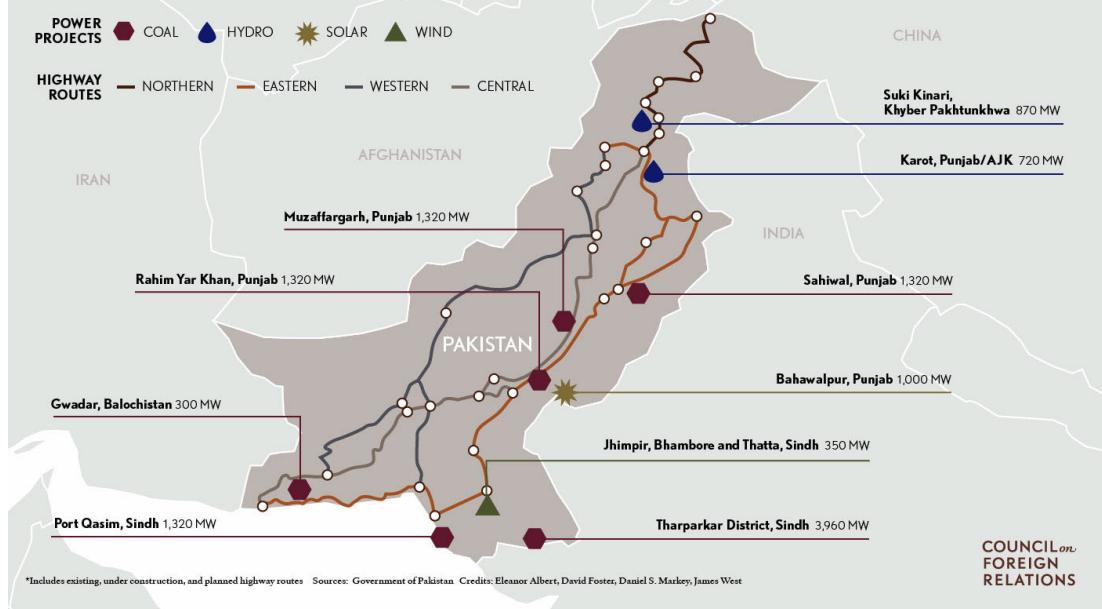 POWER
PROJECTS
COAL
HYDRO
SOLAR
WIND
HIGHWAY
ROUTES
NORTHERN
EASTERN
WESTERN
CENTRAL
CHINA
Suki Kinari,
Khyber Pakhtunkhwa 870 MW
AFGHANISTAN
Karot, Punjab/AJK 720 MW
IRAN
Muzaffargarh, Punjab 1,320 MW
INDIA
Rahim Yar Khan, Punjab 1,320 MW
Sahiwal, Punjab 1,320 MW
PAKISTAN
Bahawalpur, Punjab 1,000 MW
Gwadar, Balochistan 300 MW
Jhimpir, Bhambore and Thatta, Sindh 350 MW
Port Qasim, Sindh 1,320 MW
Tharparkar District, Sindh 3,960 MW
COUNCIL on
FOREIGN
RELATIONS
*Includes existing, under construction, and planned highway routes Sources: Government of Pakistan Credits: Eleanor Albert, David Foster, Daniel S. Markey, James West